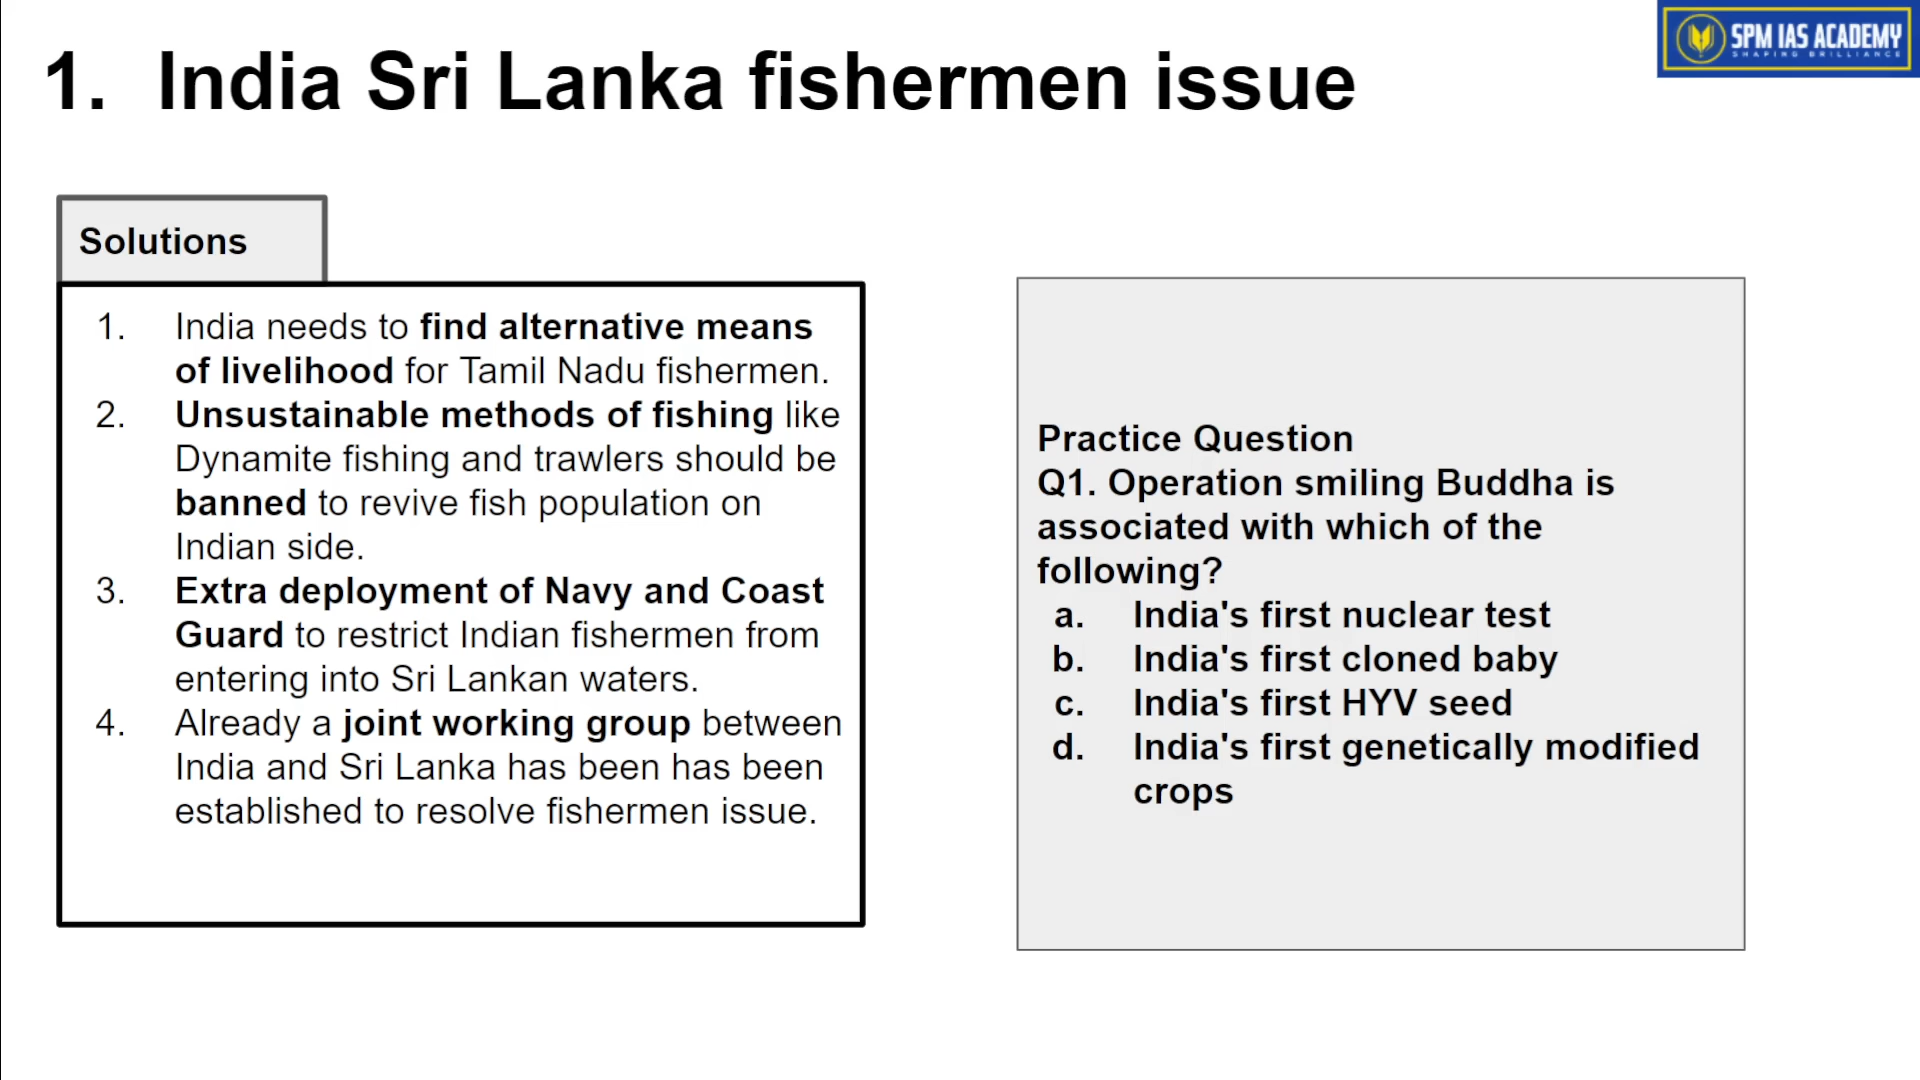 1. India Sri Lanka fishermen issue
SPM IAS ACADEMY
SHAPING BRILLIANCE
Solutions
1. India needs to find alternative means
of livelihood for Tamil Nadu fishermen.
2. Unsustainable methods of fishing like
Dynamite fishing and trawlers should be
banned to revive fish population on
Indian side.
3. Extra deployment of Navy and Coast
Guard to restrict Indian fishermen from
entering into Sri Lankan waters.
4. Already a joint working group between
India and Sri Lanka has been has been
established to resolve fishermen issue.
Practice Question
Q1. Operation smiling Buddha is
associated with which of the
following?
a. India's first nuclear test
b. India's first cloned baby
c. India's first HYV seed
d. India's first genetically modified
crops